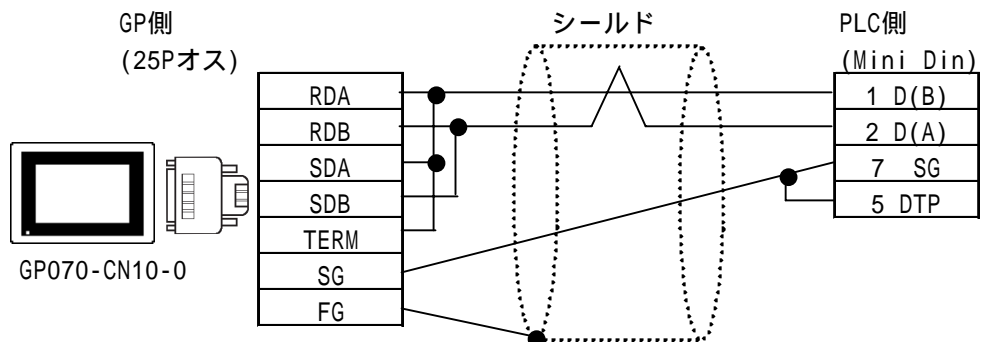 GP側
(25Pオス)
シールド
PLC側
(Mini Din)
RDA
RDB
SDA
SDB
TERM
SG
FG
1 D(B)
2 D(A)
7 SG
5 DTP
GP070-CN10-0